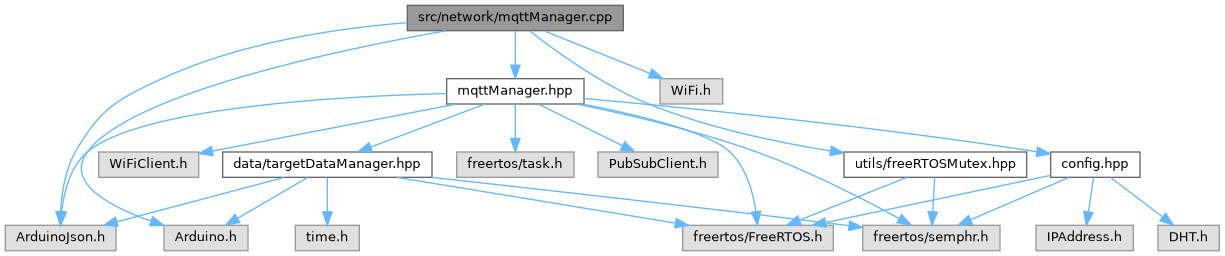 src/network/mqttManager.cpp
mqttManager.hpp
WiFi.h
WiFiClient.h
data/targetDataManager.hpp
freertos/task.h
PubSubClient.h
utils/freeRTOSMutex.hpp
config.hpp
ArduinoJson.h
Arduino.h
time.h
freertos/FreeRTOS.h
freertos/semphr.h
IPAddress.h
DHT.h